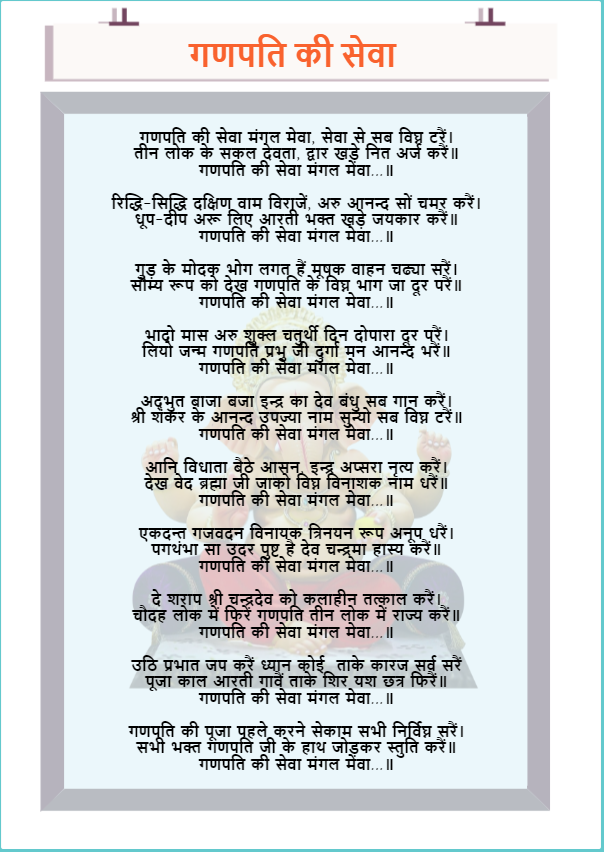 गणपति की सेवा
गणपति की सेवा मंगल मेवा, सेवा से सब विघ्न टरैं।
तीन लोक के सकल देवता, द्वार खड़े नित अर्ज करैं॥
गणपति की सेवा मंगल मेवा...॥
रिद्धि-सिद्धि दक्षिण वाम विराजें, अरु आनन्द सों चमर करैं।
धूप-दीप अरू लिए आरती भक्त खड़े जयकार करैं॥
गणपति की सेवा मंगल मेवा...॥
गुड़ के मोदक भोग लगत हैं मूषक वाहन चढ्या सरैं।
सौम्य रूप को देख गणपति के विघ्न भाग जा दूर परैं॥
गणपति की सेवा मंगल मेवा...॥
भादो मास अरु शुक्ल चतुर्थी दिन दोपारा दूर परैं।
लियो जन्म गणपति प्रभु जी दुर्गा मन आनन्द भरैं॥
गणपति की सेवा मंगल मेवा...॥
अद्भुत बाजा बजा इन्द्र का देव बंधु सब गान करैं।
श्री शंकर के आनन्द उपज्या नाम सुन्यो सब विघ्न टरैं॥
गणपति की सेवा मंगल मेवा...॥
आनि विधाता बैठे आसन, इन्द्र अप्सरा नृत्य करैं।
देख वेद ब्रह्मा जी जाको विघ्न विनाशक नाम धरैं॥
गणपति की सेवा मंगल मेवा...॥
एकदन्त गजवदन विनायक त्रिनयन रूप अनूप धरैं।
पगथंभा सा उदर पुष्ट है देव चन्द्रमा हास्य करैं॥
गणपति की सेवा मंगल मेवा...॥
दे शराप श्री चन्द्रदेव को कलाहीन तत्काल करैं।
चौदह लोक में फिरें गणपति तीन लोक में राज्य करैं॥
गणपति की सेवा मंगल मेवा...॥
उठि प्रभात जप करैं ध्यान कोई ताके कारज सर्व सरैं
पूजा काल आरती गावैं ताके शिर यश छत्र फिरैं॥
गणपति की सेवा मंगल मेवा...॥
गणपति की पूजा पहले करने सेकाम सभी निर्विघ्न सरैं।
सभी भक्त गणपति जी के हाथ जोड़कर स्तुति करैं॥
गणपति की सेवा मंगल मेवा...॥